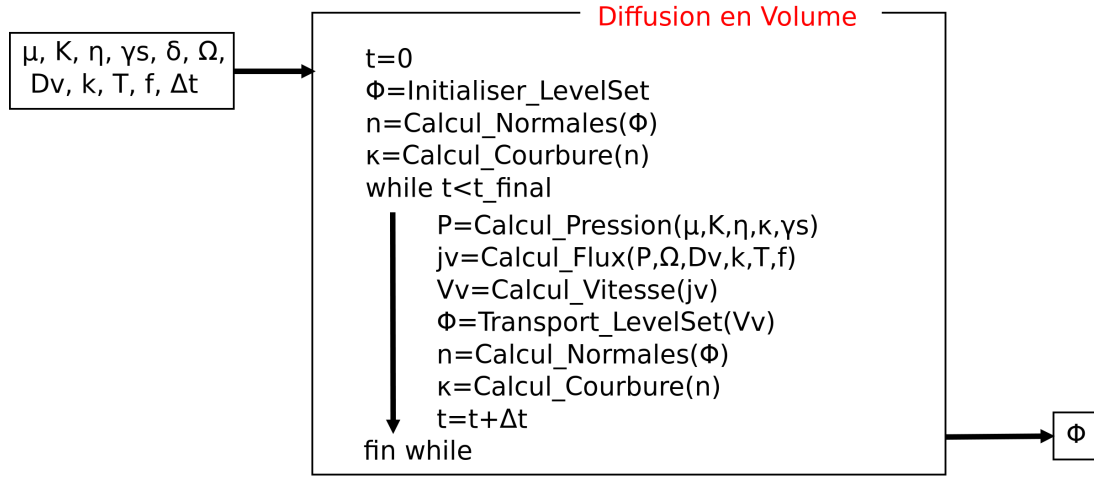 Diffusion en Volume
μ, K, η, γs, δ, Ω,
Dv, k, T, f, Δt
t=0
Φ=Initialiser_LevelSet
n=Calcul_Normales(Φ)
κ=Calcul_Courbure(n)
while t<t_final
P=Calcul_Pression(μ,K,η,κ,γs)
jv=Calcul_Flux(P,Ω,Dv,k,T,f)
Vv=Calcul_Vitesse(jv)
Φ=Transport_LevelSet(Vv)
n=Calcul_Normales(Φ)
κ=Calcul_Courbure(n)
t=t+Δt
fin while
Φ